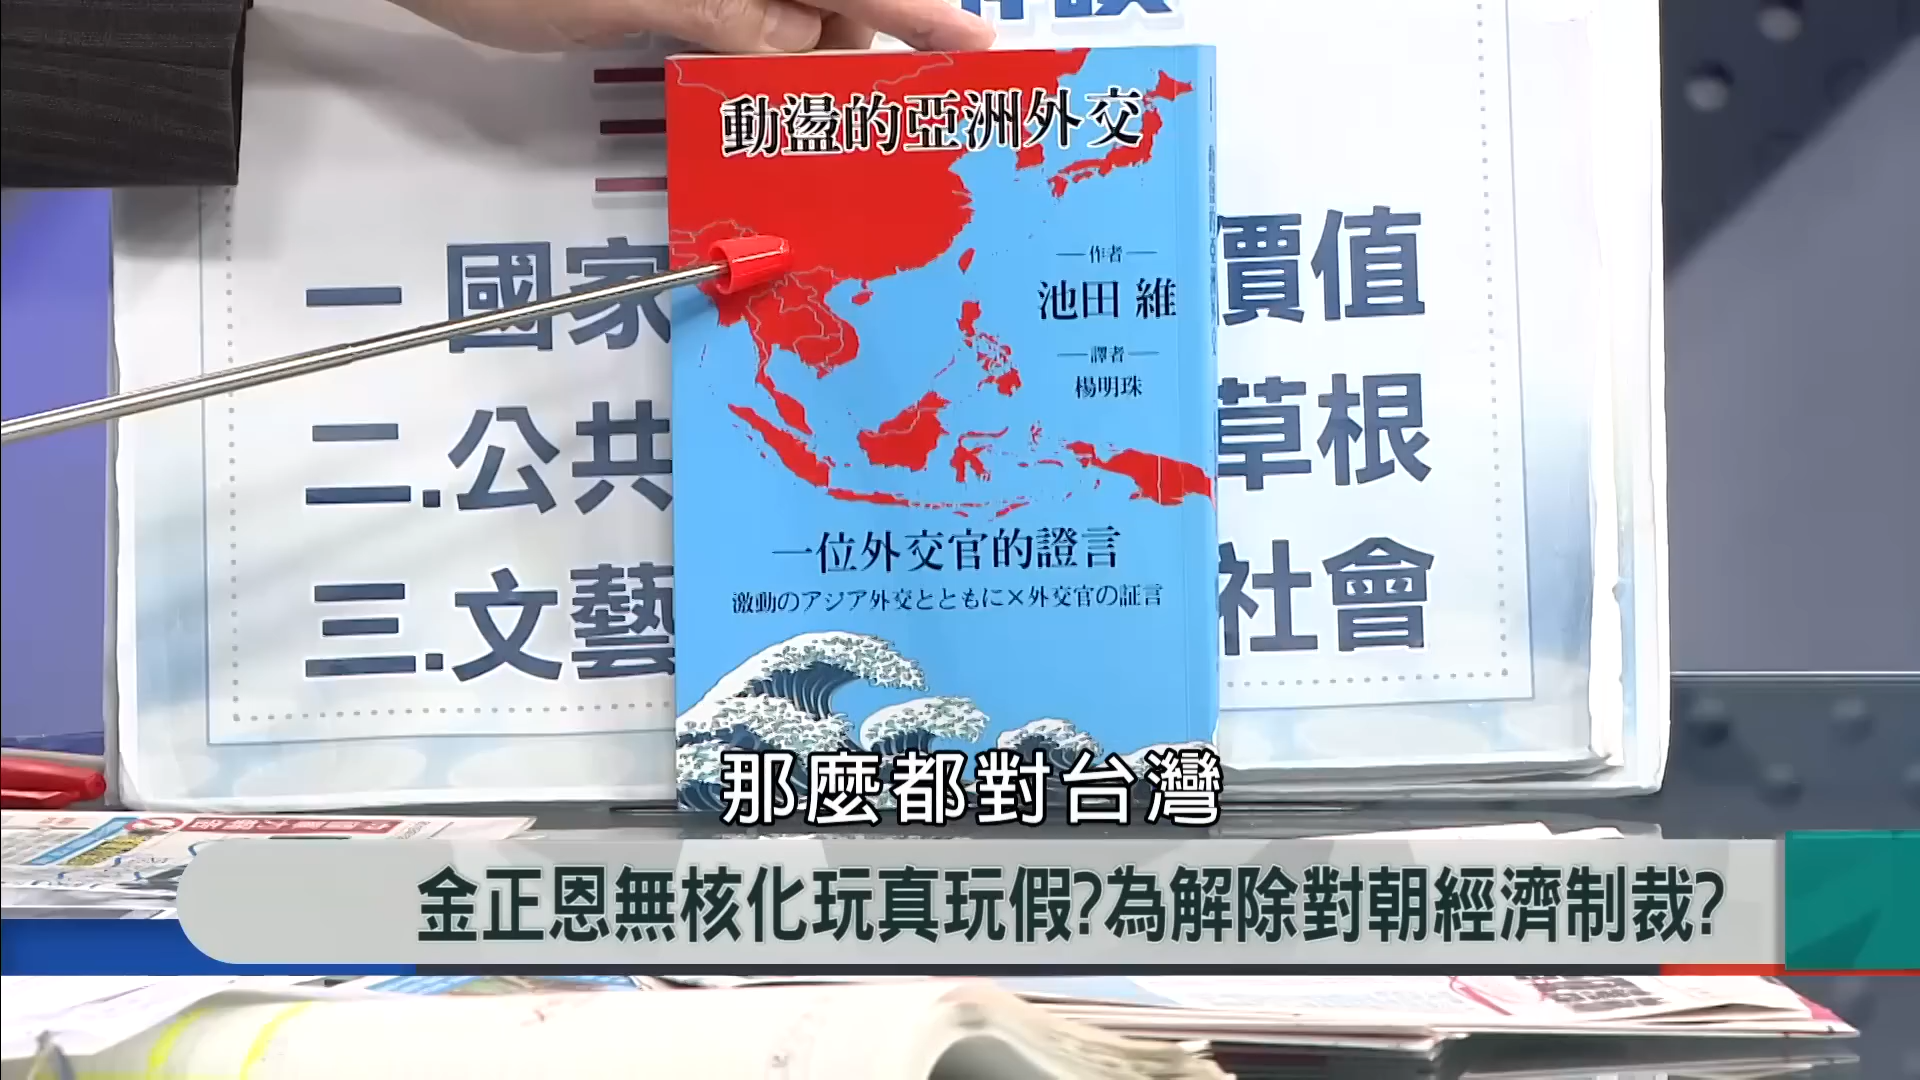 動盪的亞洲外交
作者
池田 維
譯者
楊明珠
一位外交官的證言
激動のアジア外交とともに×外交官の証言
一 國家
價值
二.公共
草根
三.文藝
社會
那麼都對台灣
金正恩無核化玩真玩假?為解除對朝經濟制裁?